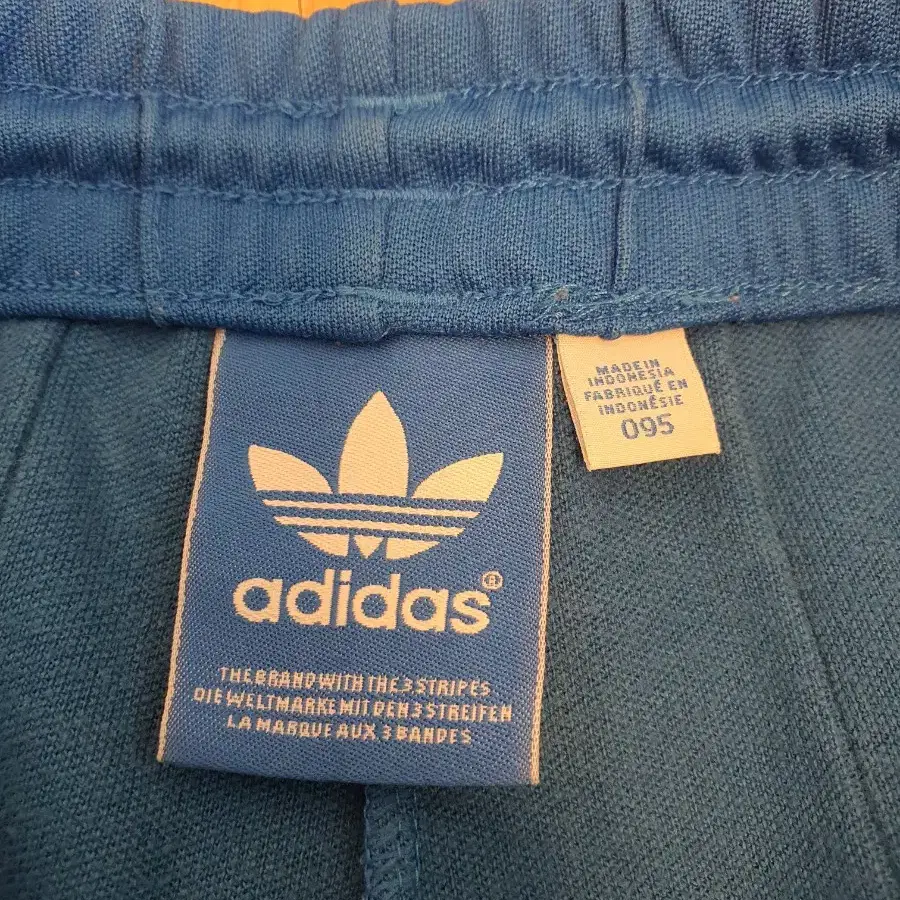 adidas®
THE BRAND WITH THE 3 STRIPES
DIE WELTMARKE MIT DEN 3 STREIFEN
LA MARQUE AUX 3 BANDES
MADE IN
INDONESIA
FABRIQUÉ EN
INDONÉSIE
095